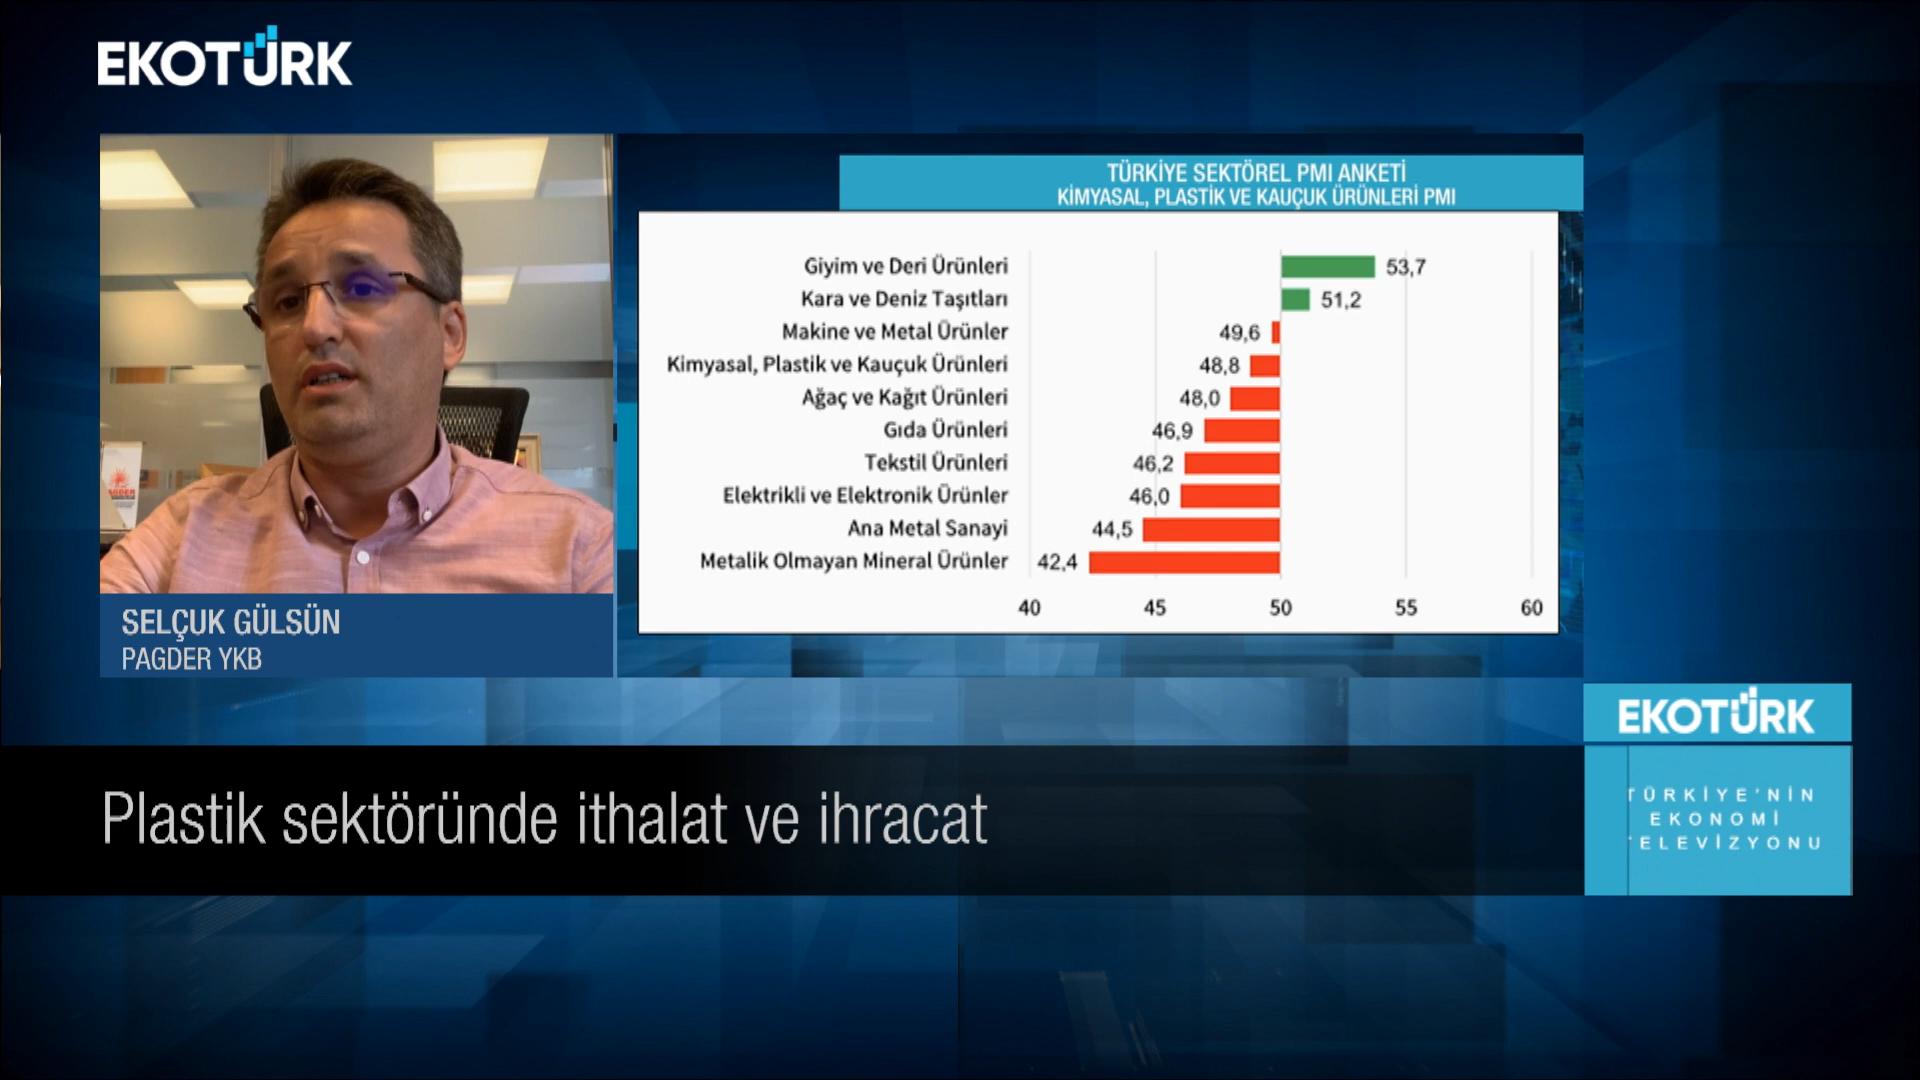 EKOTÜRK
TÜRKİYE SEKTÖREL PMI ANKETİ
KİMYASAL, PLASTİK VE KAUÇUK ÜRÜNLERİ PMI
Giyim ve Deri Ürünleri 53,7
Kara ve Deniz Taşıtları 51,2
Makine ve Metal Ürünler 49,6
Kimyasal, Plastik ve Kauçuk Ürünleri 48,8
Ağaç ve Kağıt Ürünleri 48,0
Gıda Ürünleri 46,9
Tekstil Ürünleri 46,2
Elektrikli ve Elektronik Ürünler 46,0
Ana Metal Sanayi 44,5
Metalik Olmayan Mineral Ürünler 42,4
40 45 50 55 60
SELÇUK GÜLSÜN
PAGDER YKB
EKOTÜRK
TÜRKİYE'NİN
EKONOMİ
TELEVİZYONU
Plastik sektöründe ithalat ve ihracat